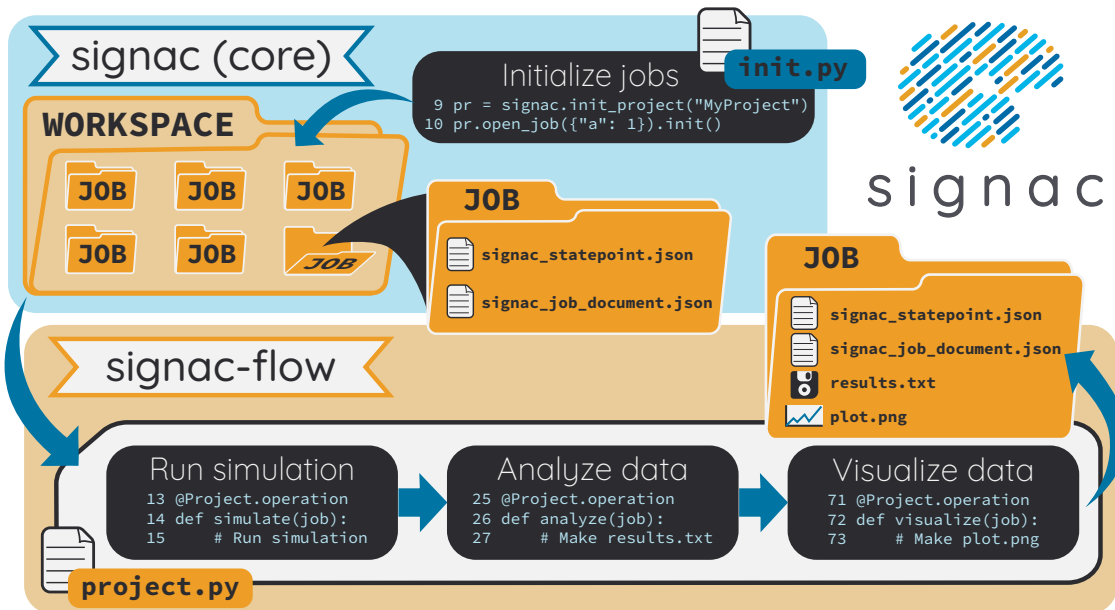 signac (core)
Initialize jobs
init.py
9 pr = signac.init_project("MyProject")
10 pr.open_job({"a": 1}).init()
signac
WORKSPACE
JOB
JOB
JOB
JOB
JOB
JOB
JOB
signac_statepoint.json
signac_job_document.json
JOB
signac_statepoint.json
signac_job_document.json
results.txt
plot.png
signac-flow
Run simulation
13 @Project.operation
14 def simulate(job):
15     # Run simulation
Analyze data
25 @Project.operation
26 def analyze(job):
27     # Make results.txt
Visualize data
71 @Project.operation
72 def visualize(job):
73     # Make plot.png
project.py